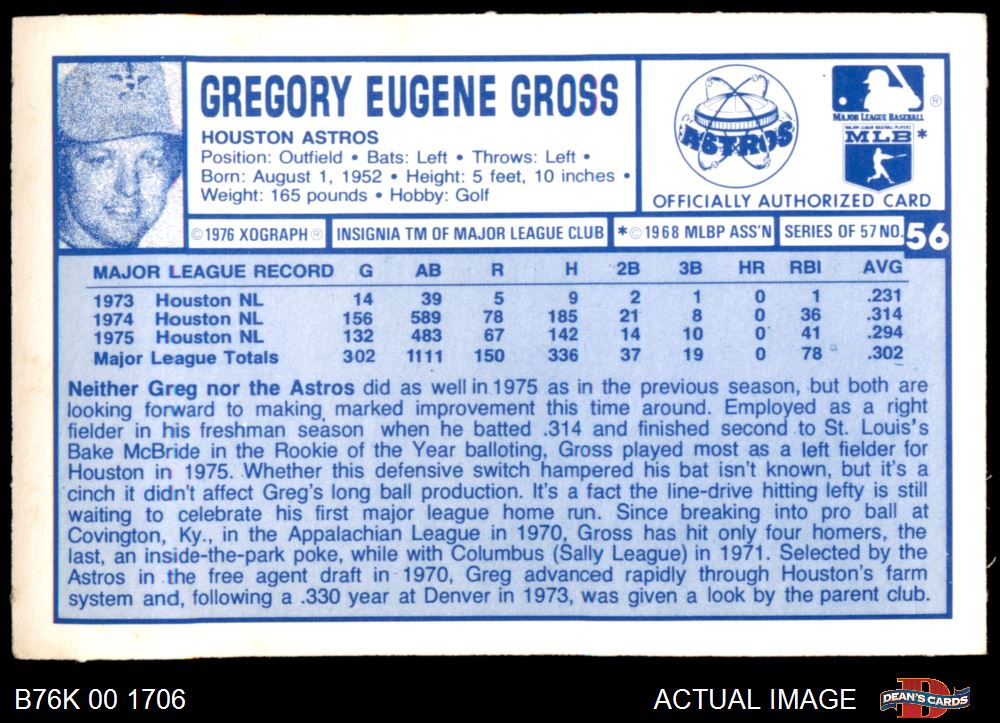 GREGORY EUGENE GROSS
HOUSTON ASTROS
Position: Outfield • Bats: Left • Throws: Left •
Born: August 1, 1952 • Height: 5 feet, 10 inches •
Weight: 165 pounds • Hobby: Golf
ASTROS
®
MAJOR LEAGUE BASEBALL
MAJOR LEAGUE BASEBALL PLAYERS
MLB *
OFFICIALLY AUTHORIZED CARD
© 1976 XOGRAPH ® INSIGNIA TM OF MAJOR LEAGUE CLUB * © 1968 MLBP ASS'N SERIES OF 57 NO. 56
MAJOR LEAGUE RECORD G AB R H 2B 3B HR RBI AVG
1973 Houston NL 14 39 5 9 2 1 0 1 .231
1974 Houston NL 156 589 78 185 21 8 0 36 .314
1975 Houston NL 132 483 67 142 14 10 0 41 .294
Major League Totals 302 1111 150 336 37 19 0 78 .302
Neither Greg nor the Astros did as well in 1975 as in the previous season, but both are
looking forward to making marked improvement this time around. Employed as a right
fielder in his freshman season when he batted .314 and finished second to St. Louis's
Bake McBride in the Rookie of the Year balloting, Gross played most as a left fielder for
Houston in 1975. Whether this defensive switch hampered his bat isn't known, but it's a
cinch it didn't affect Greg's long ball production. It's a fact the line-drive hitting lefty is still
waiting to celebrate his first major league home run. Since breaking into pro ball at
Covington, Ky., in the Appalachian League in 1970, Gross has hit only four homers, the
last, an inside-the-park poke, while with Columbus (Sally League) in 1971. Selected by the
Astros in the free agent draft in 1970, Greg advanced rapidly through Houston's farm
system and, following a .330 year at Denver in 1973, was given a look by the parent club.
B76K 00 1706
ACTUAL IMAGE
DEAN'S CARDS